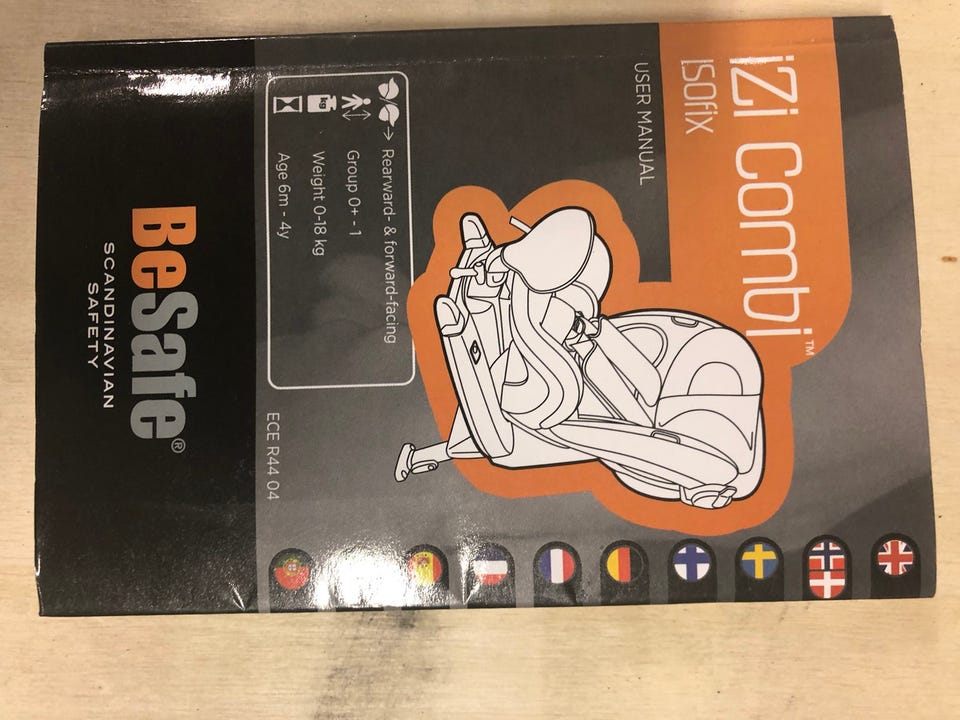 iZi Combi™
ISOfix
USER MANUAL
Rearward- & forward-facing
Group 0+ -1
kg
Weight 0-18 kg
Age 6m - 4y
ECE R44 04
BeSafe®
SCANDINAVIAN
SAFETY